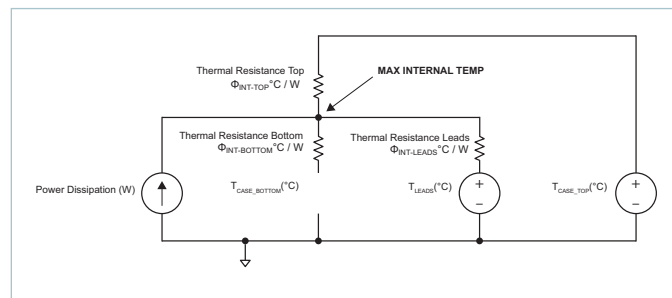 Thermal Resistance Top
MAX INTERNAL TEMP
ΦINT-TOP°C / W
Thermal Resistance Bottom
ΦINT-BOTTOM°C / W
Thermal Resistance Leads
ΦINT-LEADS°C / W
Power Dissipation (W)
TCASE_BOTTOM(°C)
TLEADS(°C)
+
−
TCASE_TOP(°C)
+
−